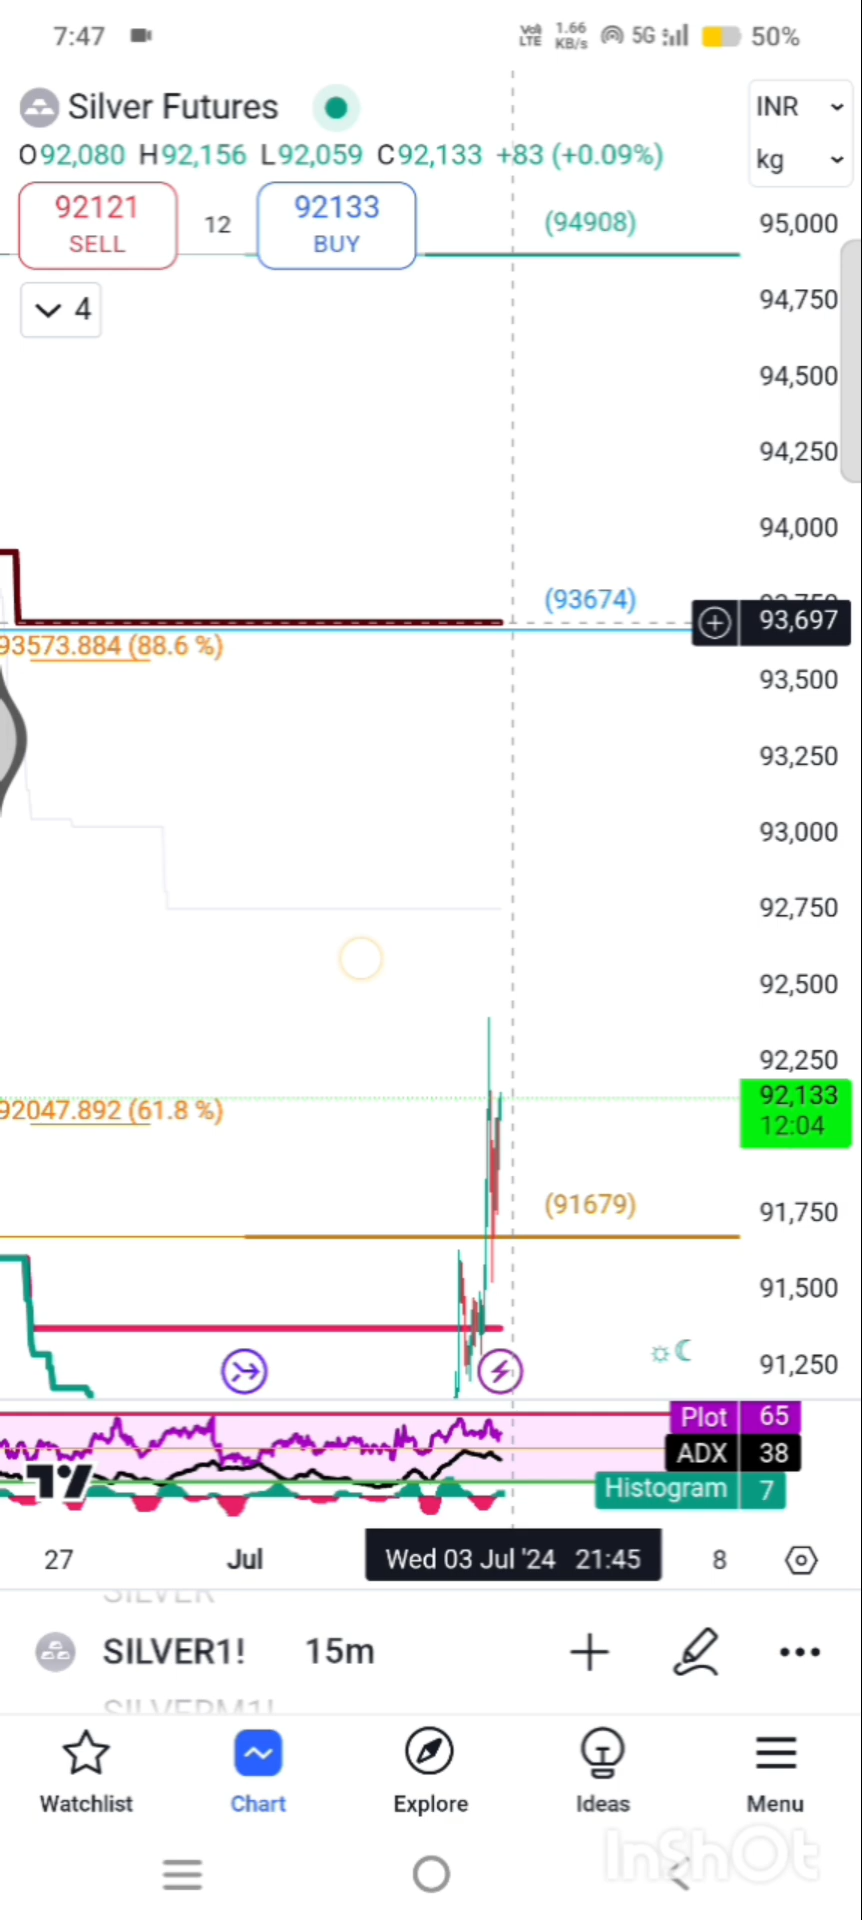 7:47 Vo)) LTE 1.66 KB/s 5G 50%
Silver Futures INR
O92,080 H92,156 L92,059 C92,133 +83 (+0.09%) kg
92121 SELL 12 92133 BUY
(94908) 95,000
94,750
4
94,500
94,250
94,000
(93674)
93,697
93573.884 (88.6 %)
93,500
93,250
93,000
92,750
92,500
92,250
92,133
92047.892 (61.8 %)
12:04
(91679) 91,750
91,500
91,250
Plot 65
ADX 38
Histogram 7
27 Jul Wed 03 Jul '24 21:45 8
SILVER
SILVER1! 15m
SILVERM1!
Watchlist Chart Explore Ideas Menu
InShOt